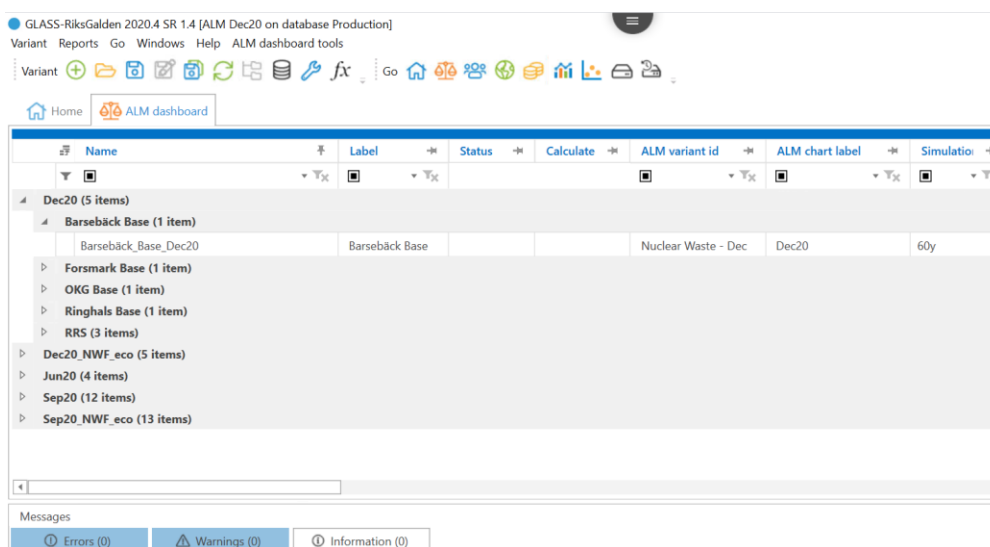 GLASS-RiksGalden 2020.4 SR 1.4 [ALM Dec20 on database Production]
Variant Reports Go Windows Help ALM dashboard tools
Variant fx Go
Home ALM dashboard
Name Label Status Calculate ALM variant id ALM chart label Simulation
Dec20 (5 items)
Barsebäck Base (1 item)
Barsebäck_Base_Dec20 Barsebäck Base Nuclear Waste - Dec Dec20 60y
Forsmark Base (1 item)
OKG Base (1 item)
Ringhals Base (1 item)
RRS (3 items)
Dec20_NWF_eco (5 items)
Jun20 (4 items)
Sep20 (12 items)
Sep20_NWF_eco (13 items)
Messages
Errors (0) Warnings (0) Information (0)